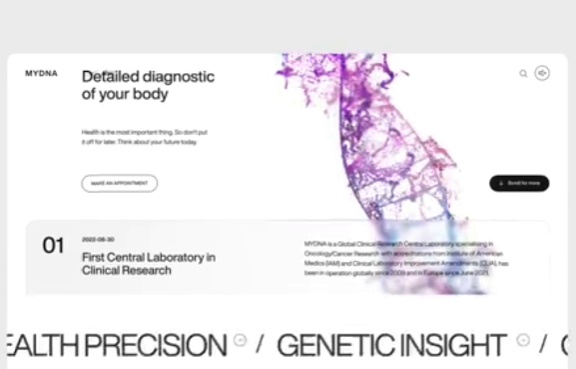 MYDNA
Detailed diagnostic
of your body
Health is the most important thing. So don't put
it off for later. Think about your future today.
MAKE AN APPOINTMENT
Scroll for more
01
2022-06-30
First Central Laboratory in
Clinical Research
MYDNA is a Global Clinical Research Central Laboratory specialising in
Oncology/Cancer Research with accreditations from Institute of American
Medics (IAM) and Clinical Laboratory Improvement Amendments (CLIA), has
been in operation globally since 2009 and in Europe since June 2021.
EALTH PRECISION / GENETIC INSIGHT /